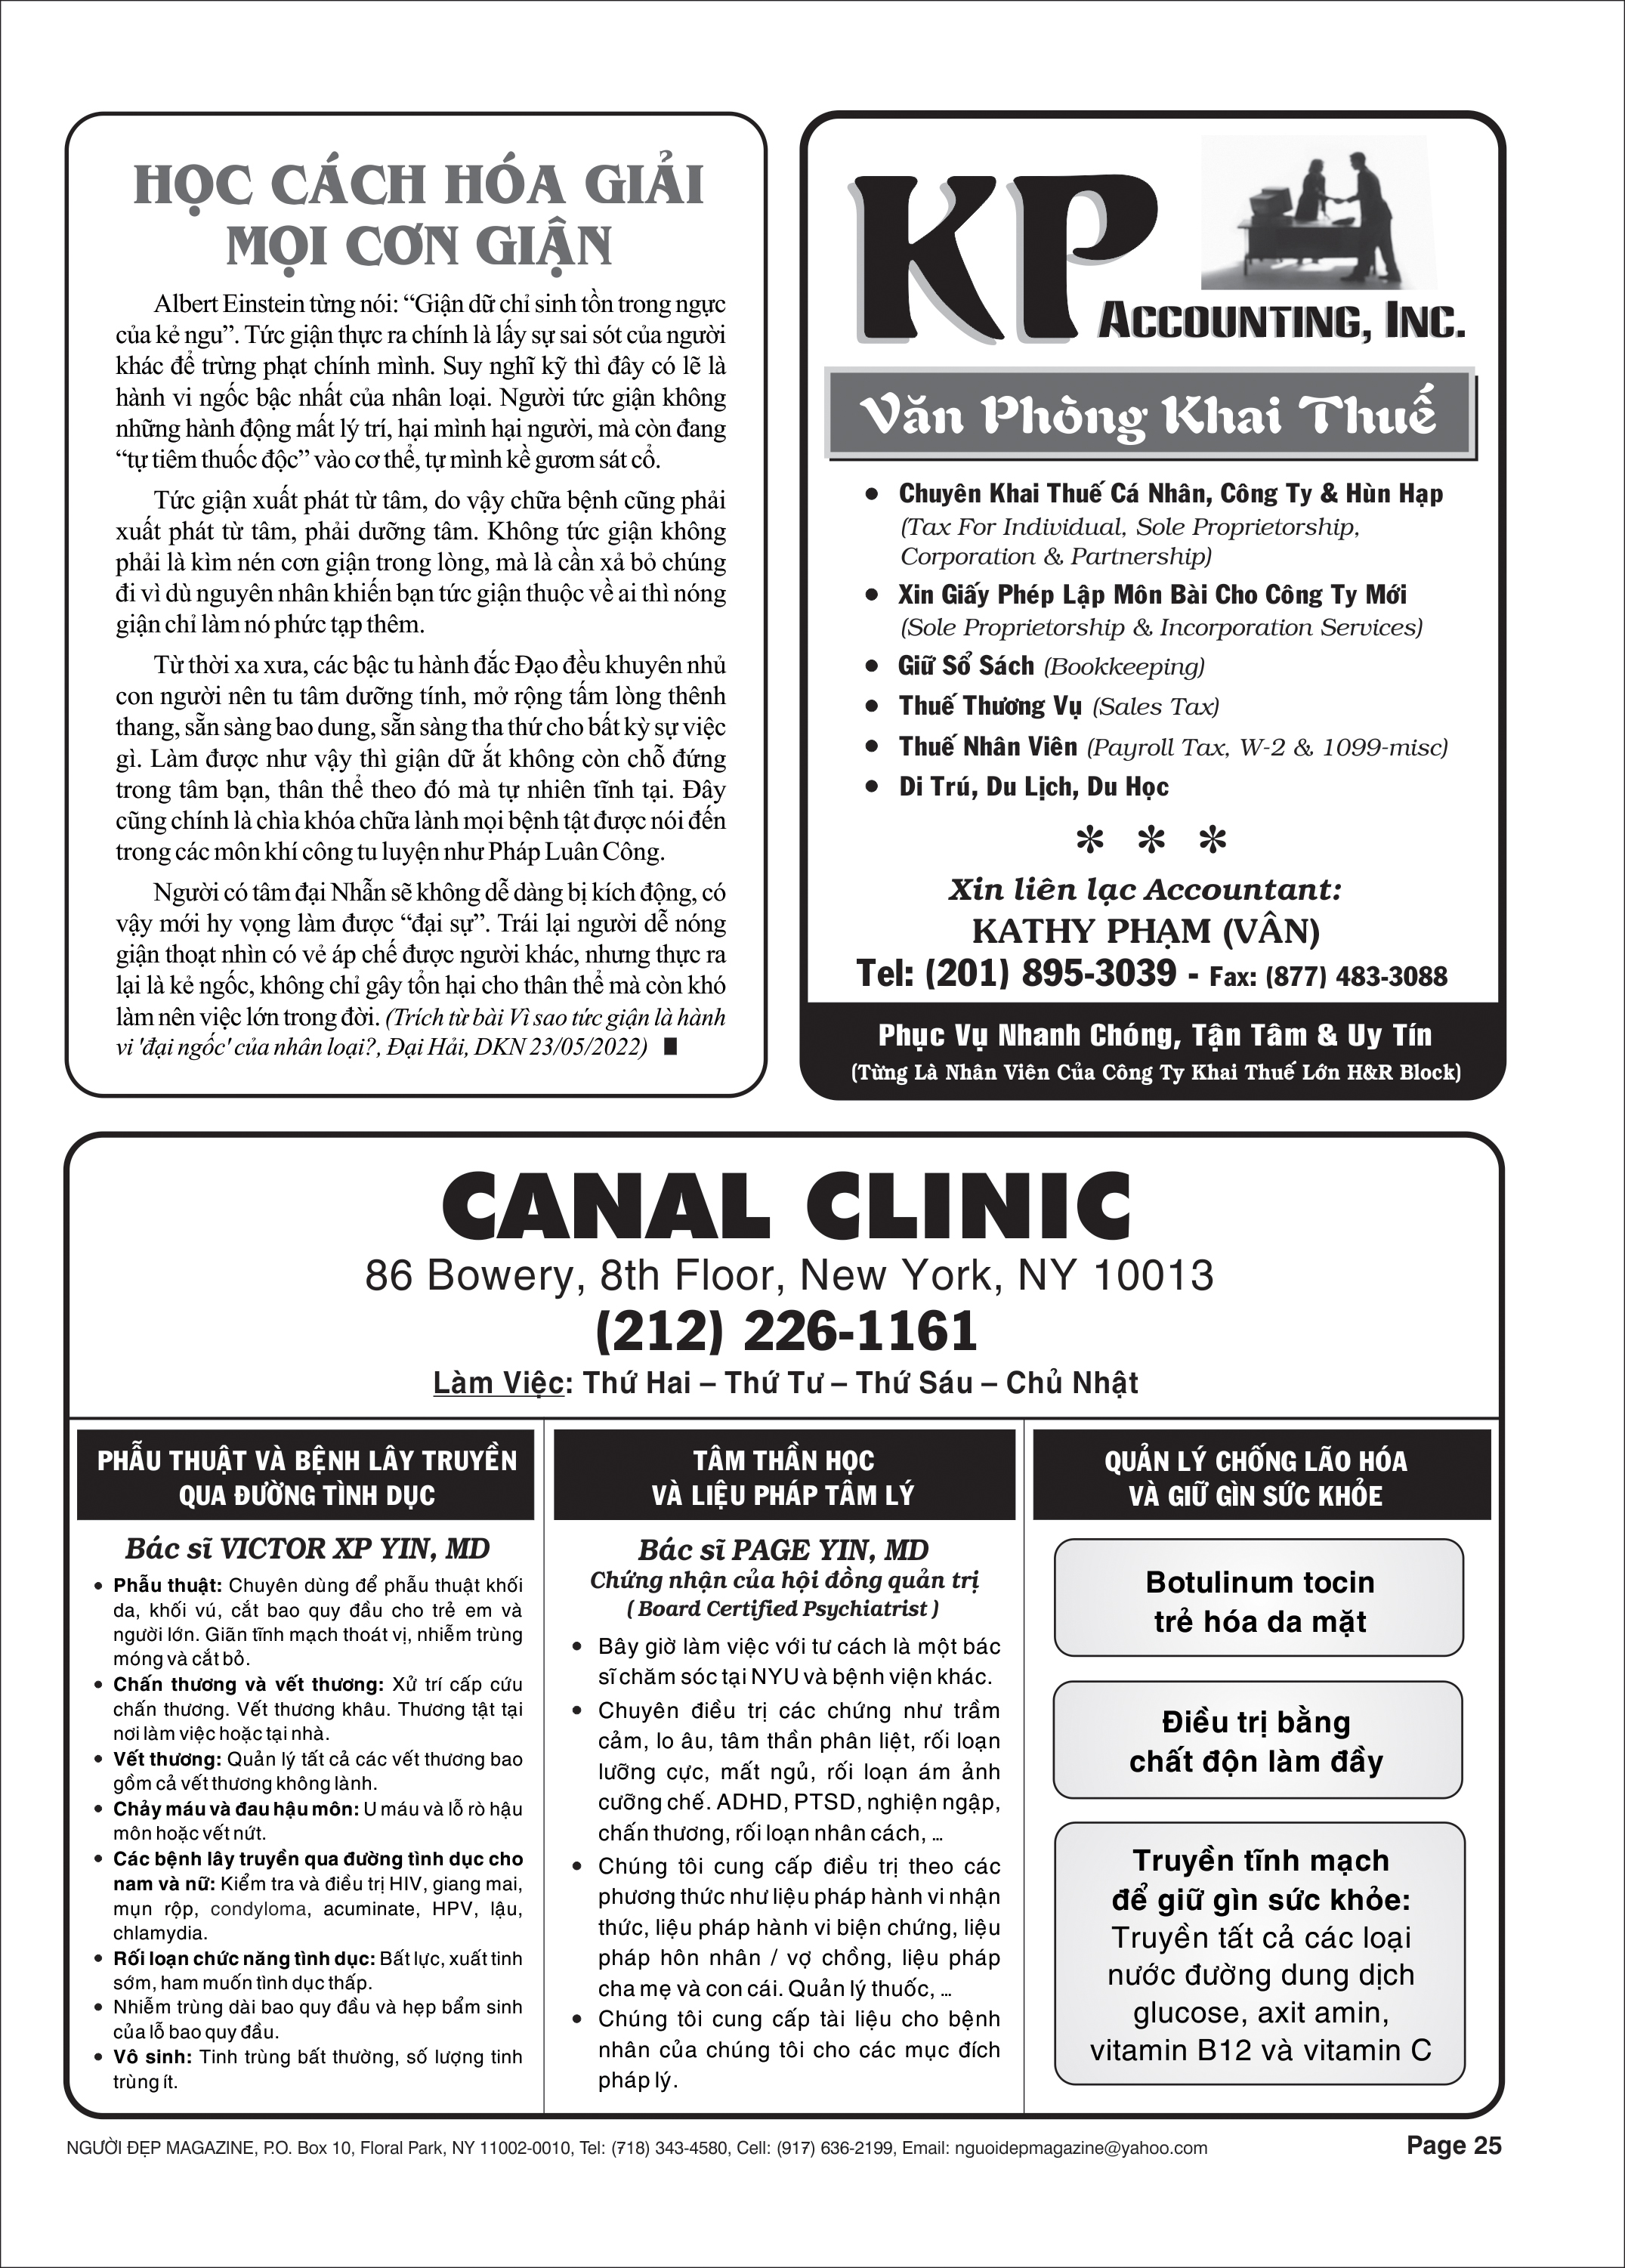 HỌC CÁCH HÓA GIẢI
MỌI CƠN GIẬN
Albert Einstein từng nói: “Giận dữ chỉ sinh tồn trong ngực
của kẻ ngu”. Tức giận thực ra chính là lấy sự sai sót của người
khác để trừng phạt chính mình. Suy nghĩ kỹ thì đây có lẽ là
hành vi ngốc bậc nhất của nhân loại. Người tức giận không
những hành động mất lý trí, hại mình hại người, mà còn đang
“tự tiêm thuốc độc” vào cơ thể, tự mình kề gươm sát cổ.
Tức giận xuất phát từ tâm, do vậy chữa bệnh cũng phải
xuất phát từ tâm, phải dưỡng tâm. Không tức giận không
phải là kìm nén cơn giận trong lòng, mà là cần xả bỏ chúng
đi vì dù nguyên nhân khiến bạn tức giận thuộc về ai thì nóng
giận chỉ làm nó phức tạp thêm.
Từ thời xa xưa, các bậc tu hành đắc Đạo đều khuyên nhủ
con người nên tu tâm dưỡng tính, mở rộng tấm lòng thênh
thang, sẵn sàng bao dung, sẵn sàng tha thứ cho bất kỳ sự việc
gì. Làm được như vậy thì giận dữ ắt không còn chỗ đứng
trong tâm bạn, thân thể theo đó mà tự nhiên tĩnh tại. Đây
cũng chính là chìa khóa chữa lành mọi bệnh tật được nói đến
trong các môn khí công tu luyện như Pháp Luân Công.
Người có tâm đại Nhẫn sẽ không dễ dàng bị kích động, có
vậy mới hy vọng làm được “đại sự”. Trái lại người dễ nóng
giận thoạt nhìn có vẻ áp chế được người khác, nhưng thực ra
lại là kẻ ngốc, không chỉ gây tổn hại cho thân thể mà còn khó
làm nên việc lớn trong đời. (Trích từ bài Vì sao tức giận là hành
vi 'đại ngốc' của nhân loại?, Đại Hải, DKN 23/05/2022)
KP
ACCOUNTING, INC.
Văn Phòng Khai Thuế
• Chuyên Khai Thuế Cá Nhân, Công Ty & Hùn Hạp
(Tax For Individual, Sole Proprietorship,
Corporation & Partnership)
• Xin Giấy Phép Lập Môn Bài Cho Công Ty Mới
(Sole Proprietorship & Incorporation Services)
• Giữ Sổ Sách (Bookkeeping)
• Thuế Thương Vụ (Sales Tax)
• Thuế Nhân Viên (Payroll Tax, W-2 & 1099-misc)
• Di Trú, Du Lịch, Du Học
* * *
Xin liên lạc Accountant:
KATHY PHẠM (VÂN)
Tel: (201) 895-3039 - Fax: (877) 483-3088
Phục Vụ Nhanh Chóng, Tận Tâm & Uy Tín
(Từng Là Nhân Viên Của Công Ty Khai Thuế Lớn H&R Block)
CANAL CLINIC
86 Bowery, 8th Floor, New York, NY 10013
(212) 226-1161
Làm Việc: Thứ Hai – Thứ Tư – Thứ Sáu – Chủ Nhật
PHẪU THUẬT VÀ BỆNH LÂY TRUYỀN
QUA ĐƯỜNG TÌNH DỤC
Bác sĩ VICTOR XP YIN, MD
• Phẫu thuật: Chuyên dùng để phẫu thuật khối
da, khối vú, cắt bao quy đầu cho trẻ em và
người lớn. Giãn tĩnh mạch thoát vị, nhiễm trùng
móng và cắt bỏ.
• Chấn thương và vết thương: Xử trí cấp cứu
chấn thương. Vết thương khâu. Thương tật tại
nơi làm việc hoặc tại nhà.
• Vết thương: Quản lý tất cả các vết thương bao
gồm cả vết thương không lành.
• Chảy máu và đau hậu môn: U máu và lỗ rò hậu
môn hoặc vết nứt.
• Các bệnh lây truyền qua đường tình dục cho
nam và nữ: Kiểm tra và điều trị HIV, giang mai,
mụn rộp, condyloma, acuminate, HPV, lậu,
chlamydia.
• Rối loạn chức năng tình dục: Bất lực, xuất tinh
sớm, ham muốn tình dục thấp.
• Nhiễm trùng dài bao quy đầu và hẹp bẩm sinh
của lỗ bao quy đầu.
• Vô sinh: Tinh trùng bất thường, số lượng tinh
trùng ít.
TÂM THẦN HỌC
VÀ LIỆU PHÁP TÂM LÝ
Bác sĩ PAGE YIN, MD
Chứng nhận của hội đồng quản trị
( Board Certified Psychiatrist )
• Bây giờ làm việc với tư cách là một bác
sĩ chăm sóc tại NYU và bệnh viện khác.
• Chuyên điều trị các chứng như trầm
cảm, lo âu, tâm thần phân liệt, rối loạn
lưỡng cực, mất ngủ, rối loạn ám ảnh
cưỡng chế. ADHD, PTSD, nghiện ngập,
chấn thương, rối loạn nhân cách, ...
• Chúng tôi cung cấp điều trị theo các
phương thức như liệu pháp hành vi nhận
thức, liệu pháp hành vi biện chứng, liệu
pháp hôn nhân / vợ chồng, liệu pháp
cha mẹ và con cái. Quản lý thuốc, ...
• Chúng tôi cung cấp tài liệu cho bệnh
nhân của chúng tôi cho các mục đích
pháp lý.
QUẢN LÝ CHỐNG LÃO HÓA
VÀ GIỮ GÌN SỨC KHỎE
Botulinum tocin
trẻ hóa da mặt
Điều trị bằng
chất độn làm đầy
Truyền tĩnh mạch
để giữ gìn sức khỏe:
Truyền tất cả các loại
nước đường dung dịch
glucose, axit amin,
vitamin B12 và vitamin C
NGƯỜI ĐẸP MAGAZINE, P.O. Box 10, Floral Park, NY 11002-0010, Tel: (718) 343-4580, Cell: (917) 636-2199, Email: nguoidepmagazine@yahoo.com
Page 25